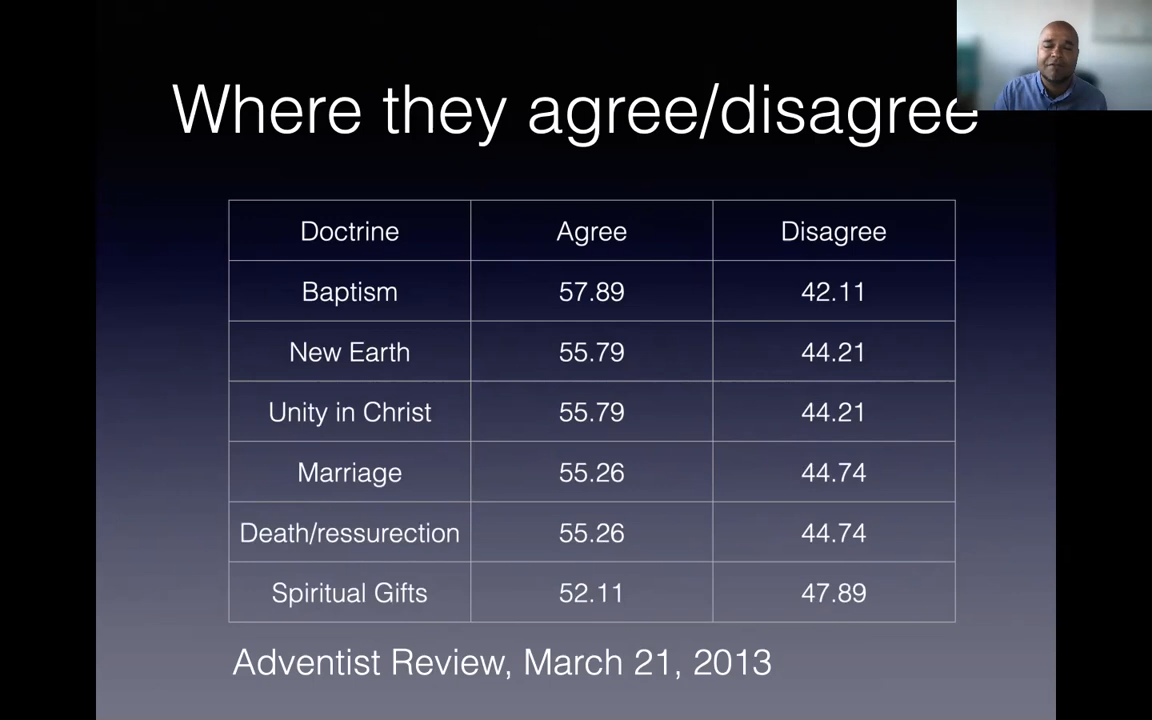 Where they agree/disagree
Doctrine Agree Disagree
Baptism 57.89 42.11
New Earth 55.79 44.21
Unity in Christ 55.79 44.21
Marriage 55.26 44.74
Death/ressurection 55.26 44.74
Spiritual Gifts 52.11 47.89
Adventist Review, March 21, 2013